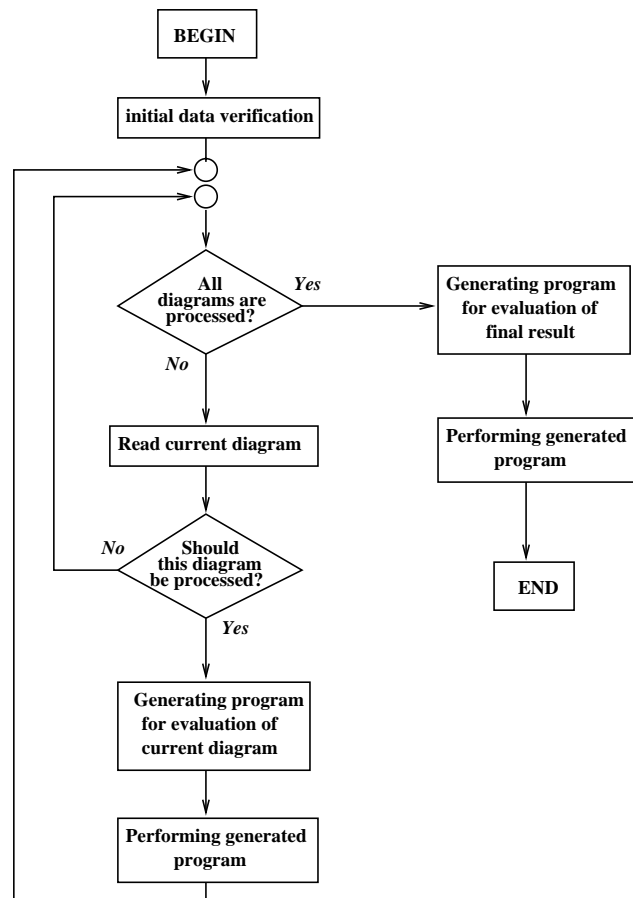 BEGIN
initial data verification
All
diagrams are
processed?
Yes
No
Generating program
for evaluation of
final result
Read current diagram
Performing generated
program
No
Should
this diagram
be processed?
Yes
END
Generating program
for evaluation of
current diagram
Performing generated
program